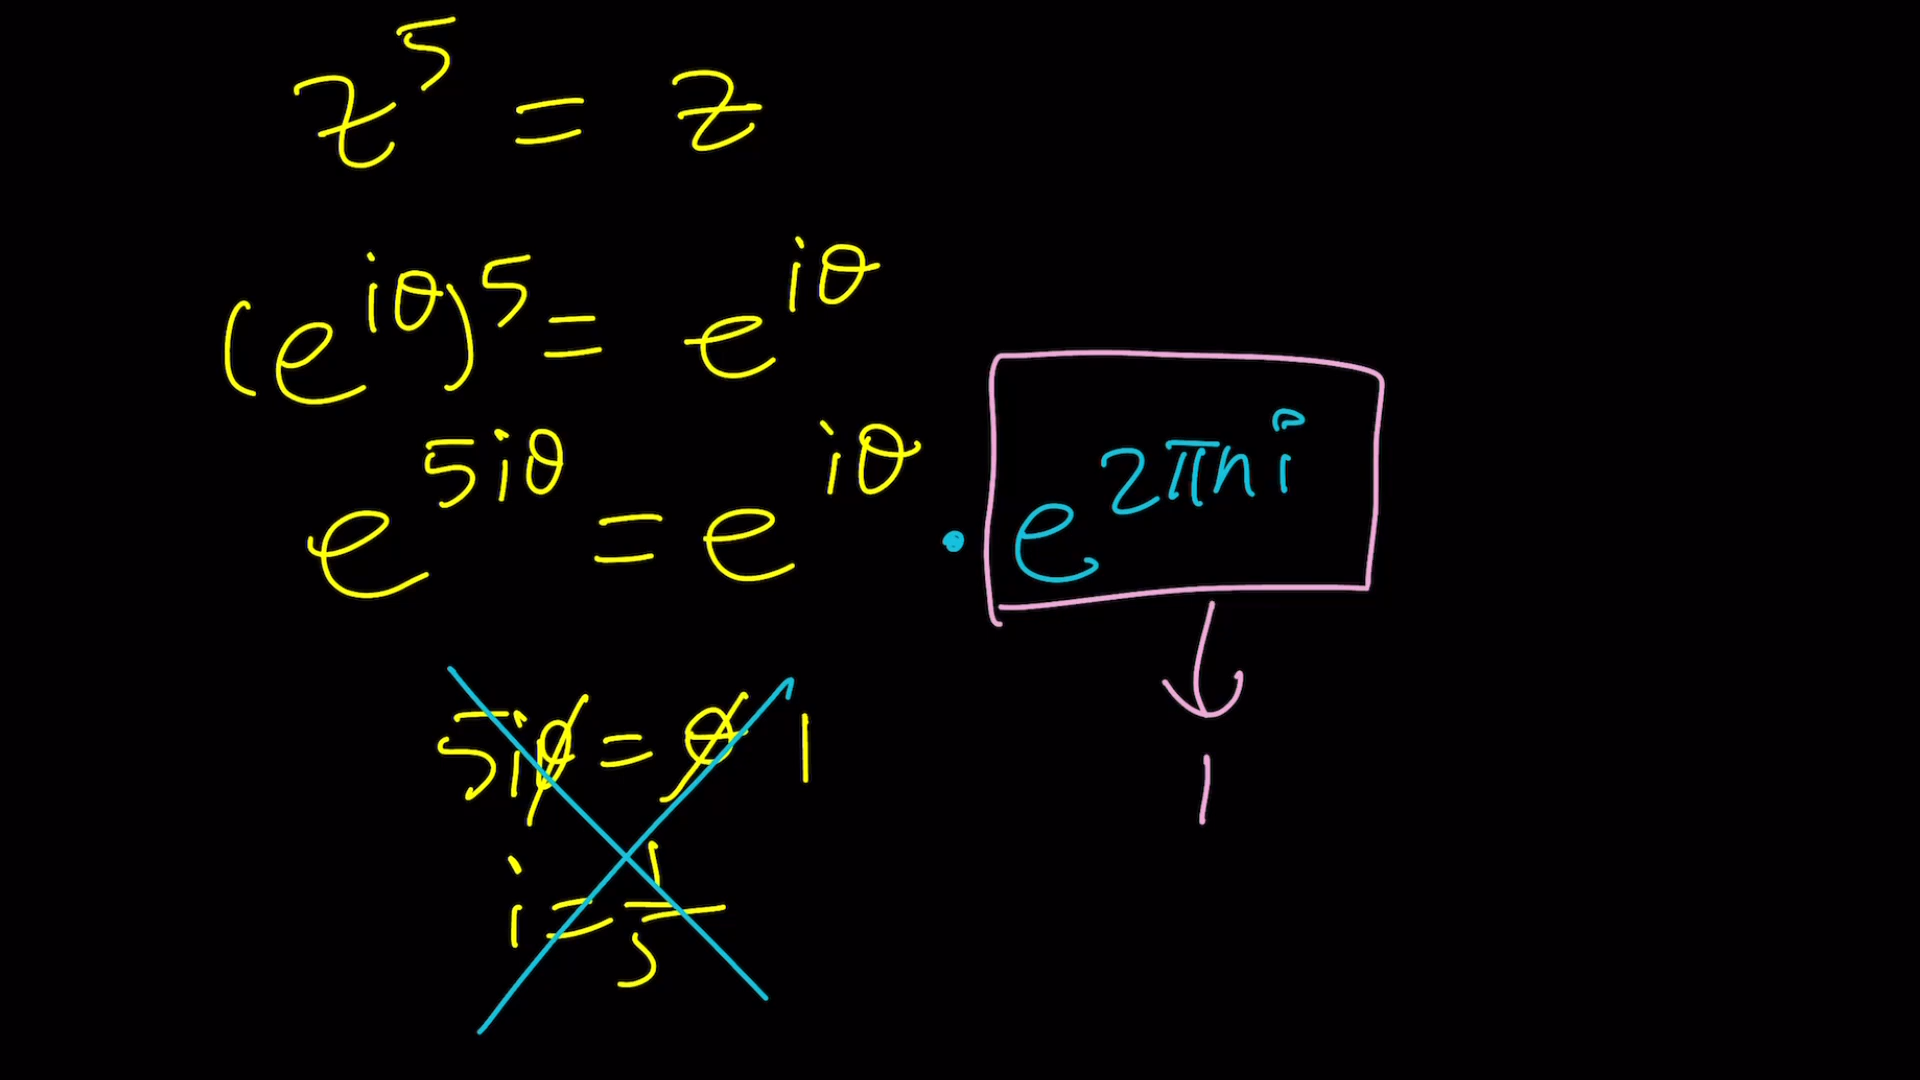 z⁵ = z
(e^{iθ})⁵ = e^{iθ}
e^{5iθ} = e^{iθ} · e^{2πni}
5iθ = θ 1
1
i = 1/5